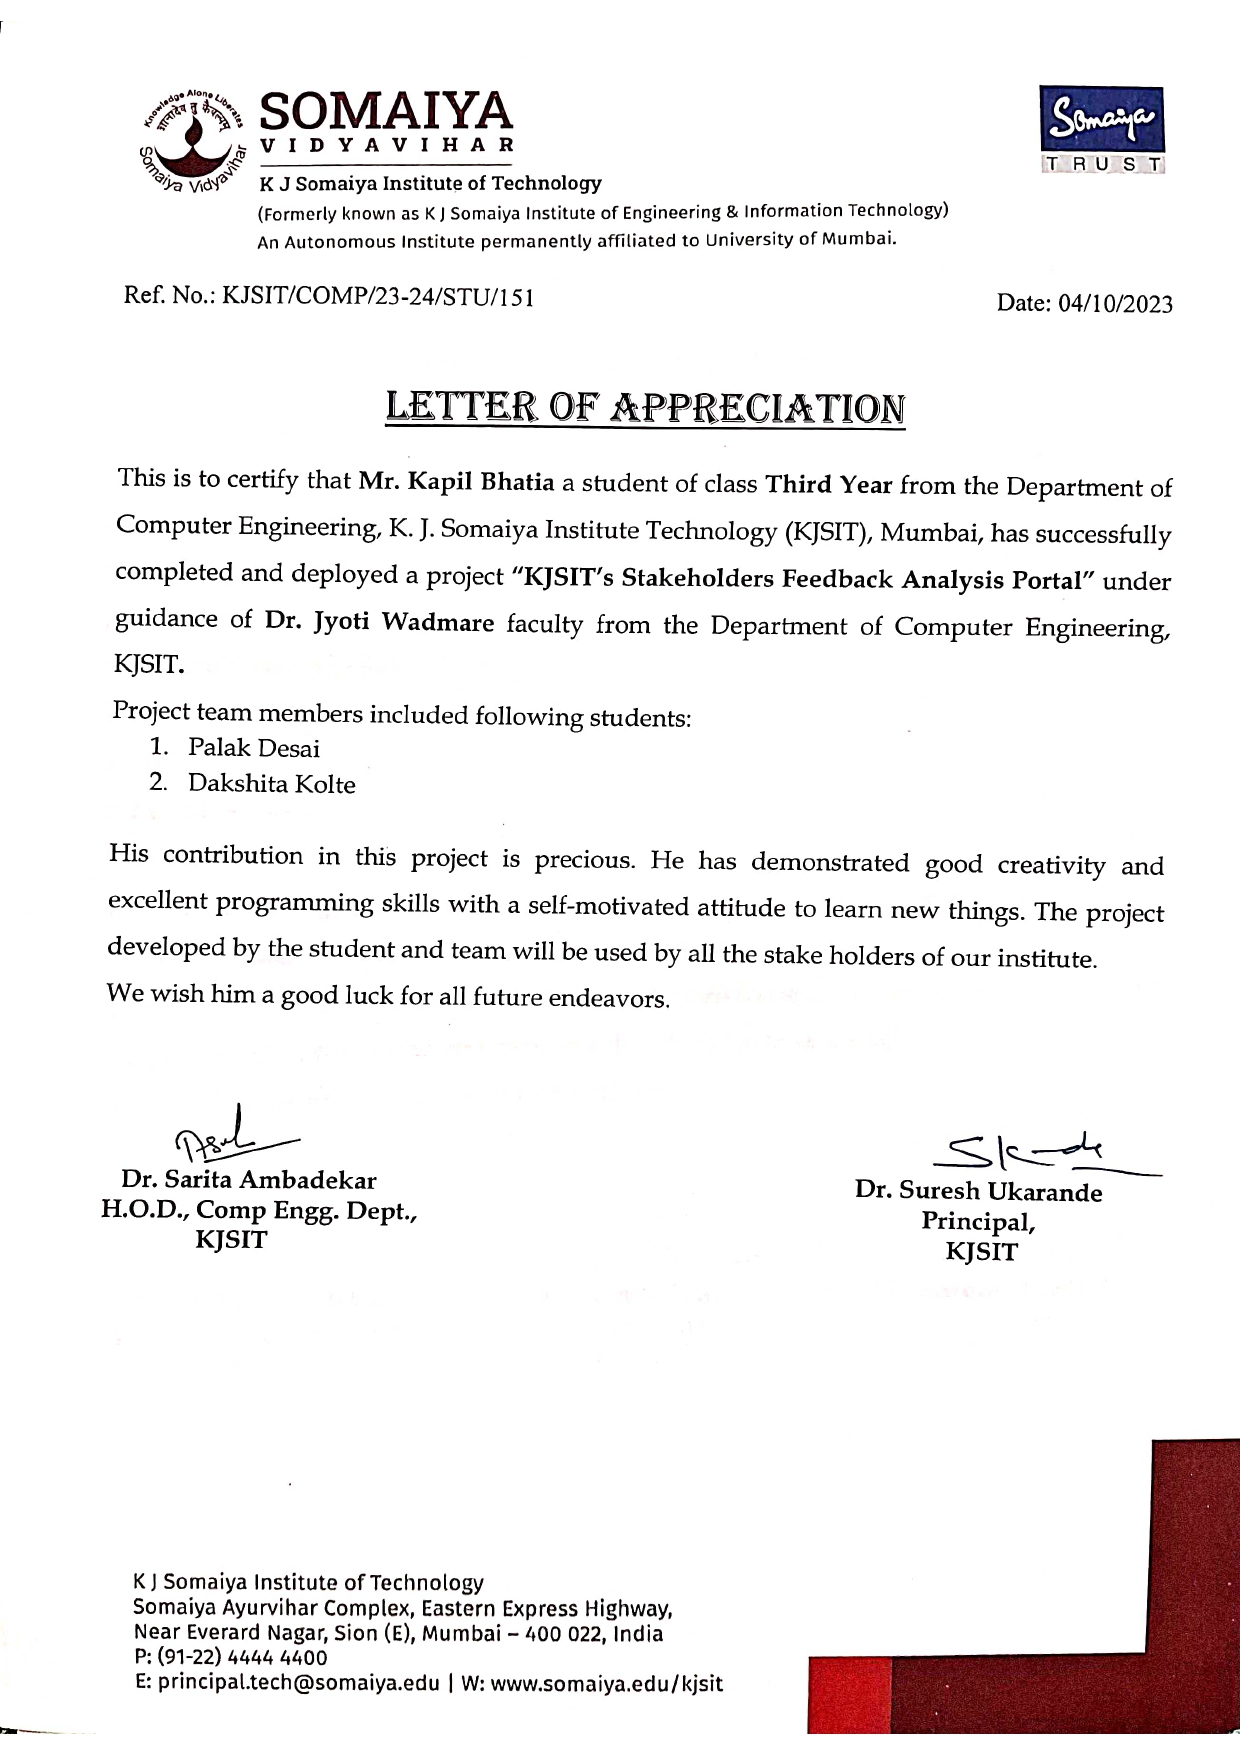 Knowledge Alone Liberates
ज्ञानादेव तु कैवल्यम्
Somaiya Vidyavihar
SOMAIYA
VIDYAVIHAR
K J Somaiya Institute of Technology
(Formerly known as K J Somaiya Institute of Engineering & Information Technology)
An Autonomous Institute permanently affiliated to University of Mumbai.
Somaiya
TRUST
Ref. No.: KJSIT/COMP/23-24/STU/151
Date: 04/10/2023
LETTER OF APPRECIATION
This is to certify that Mr. Kapil Bhatia a student of class Third Year from the Department of
Computer Engineering, K. J. Somaiya Institute Technology (KJSIT), Mumbai, has successfully
completed and deployed a project “KJSIT’s Stakeholders Feedback Analysis Portal” under
guidance of Dr. Jyoti Wadmare faculty from the Department of Computer Engineering,
KJSIT.
Project team members included following students:
1. Palak Desai
2. Dakshita Kolte
His contribution in this project is precious. He has demonstrated good creativity and
excellent programming skills with a self-motivated attitude to learn new things. The project
developed by the student and team will be used by all the stake holders of our institute.
We wish him a good luck for all future endeavors.
Dr. Sarita Ambadekar
H.O.D., Comp Engg. Dept.,
KJSIT
Dr. Suresh Ukarande
Principal,
KJSIT
K J Somaiya Institute of Technology
Somaiya Ayurvihar Complex, Eastern Express Highway,
Near Everard Nagar, Sion (E), Mumbai – 400 022, India
P: (91-22) 4444 4400
E: principal.tech@somaiya.edu | W: www.somaiya.edu/kjsit